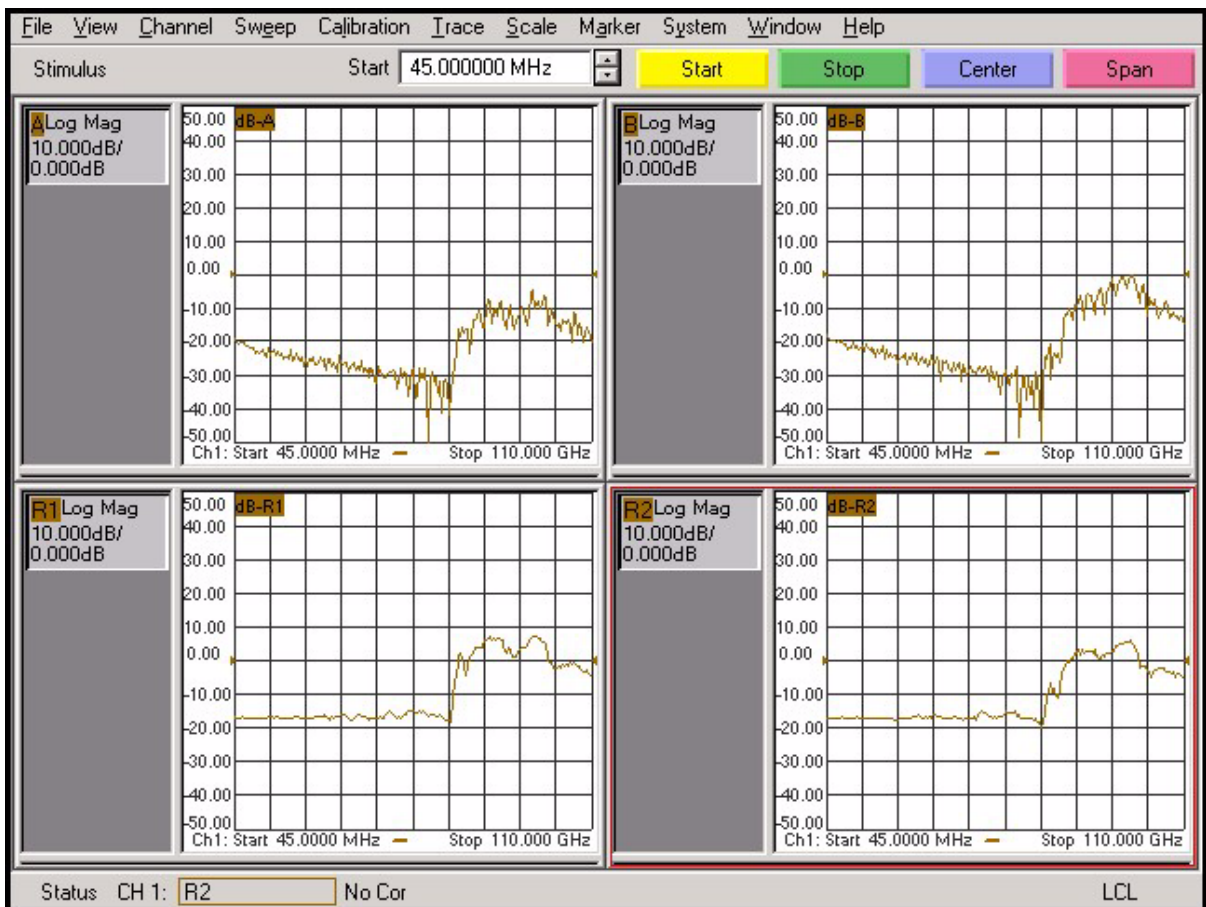 File View Channel Sweep Calibration Trace Scale Marker System Window Help
Stimulus Start 45.000000 MHz Start Stop Center Span
A Log Mag
10.000dB/
0.000dB
50.00 dB-A
40.00
30.00
20.00
10.00
0.00
-10.00
-20.00
-30.00
-40.00
-50.00
Ch1: Start 45.0000 MHz Stop 110.000 GHz
B Log Mag
10.000dB/
0.000dB
50.00 dB-B
40.00
30.00
20.00
10.00
0.00
-10.00
-20.00
-30.00
-40.00
-50.00
Ch1: Start 45.0000 MHz Stop 110.000 GHz
R1 Log Mag
10.000dB/
0.000dB
50.00 dB-R1
40.00
30.00
20.00
10.00
0.00
-10.00
-20.00
-30.00
-40.00
-50.00
Ch1: Start 45.0000 MHz Stop 110.000 GHz
R2 Log Mag
10.000dB/
0.000dB
50.00 dB-R2
40.00
30.00
20.00
10.00
0.00
-10.00
-20.00
-30.00
-40.00
-50.00
Ch1: Start 45.0000 MHz Stop 110.000 GHz
Status CH 1: R2 No Cor LCL